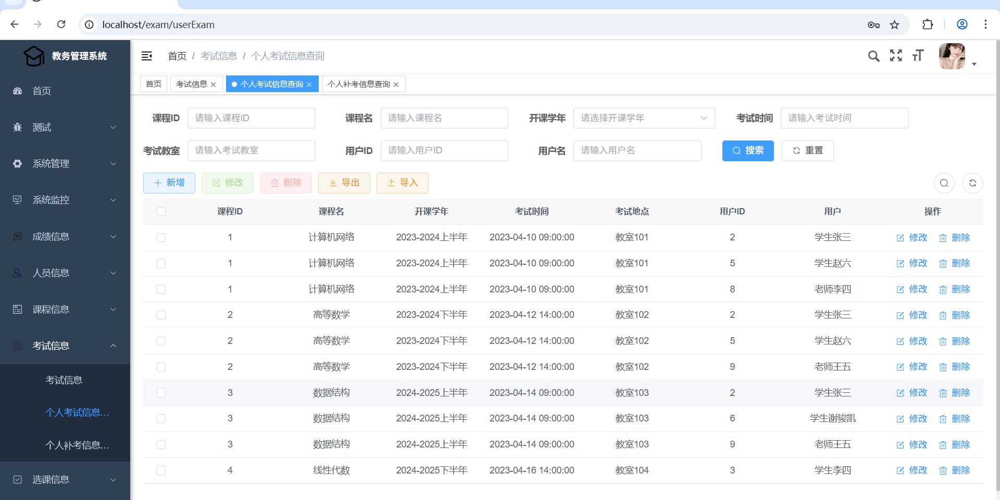 localhost/exam/userExam
教务管理系统
首页 / 考试信息 / 个人考试信息查询
首页
测试
系统管理
系统监控
成绩信息
人员信息
课程信息
考试信息
考试信息
个人考试信息...
个人补考信息...
选课信息
首页 考试信息 个人考试信息查询 个人补考信息查询
课程ID 请输入课程ID 课程名 请输入课程名 开课学年 请选择开课学年 考试时间 请输入考试时间
考试教室 请输入考试教室 用户ID 请输入用户ID 用户名 请输入用户名 搜索 重置
新增 修改 删除 导出 导入
课程ID 课程名 开课学年 考试时间 考试地点 用户ID 用户 操作
1 计算机网络 2023-2024上半年 2023-04-10 09:00:00 教室101 2 学生张三 修改 删除
1 计算机网络 2023-2024上半年 2023-04-10 09:00:00 教室101 5 学生赵六 修改 删除
1 计算机网络 2023-2024上半年 2023-04-10 09:00:00 教室101 8 老师李四 修改 删除
2 高等数学 2023-2024下半年 2023-04-12 14:00:00 教室102 2 学生张三 修改 删除
2 高等数学 2023-2024下半年 2023-04-12 14:00:00 教室102 5 学生赵六 修改 删除
2 高等数学 2023-2024下半年 2023-04-12 14:00:00 教室102 9 老师王五 修改 删除
3 数据结构 2024-2025上半年 2023-04-14 09:00:00 教室103 2 学生张三 修改 删除
3 数据结构 2024-2025上半年 2023-04-14 09:00:00 教室103 6 学生谢骏凯 修改 删除
3 数据结构 2024-2025上半年 2023-04-14 09:00:00 教室103 9 老师王五 修改 删除
4 线性代数 2024-2025下半年 2023-04-16 14:00:00 教室104 3 学生李四 修改 删除